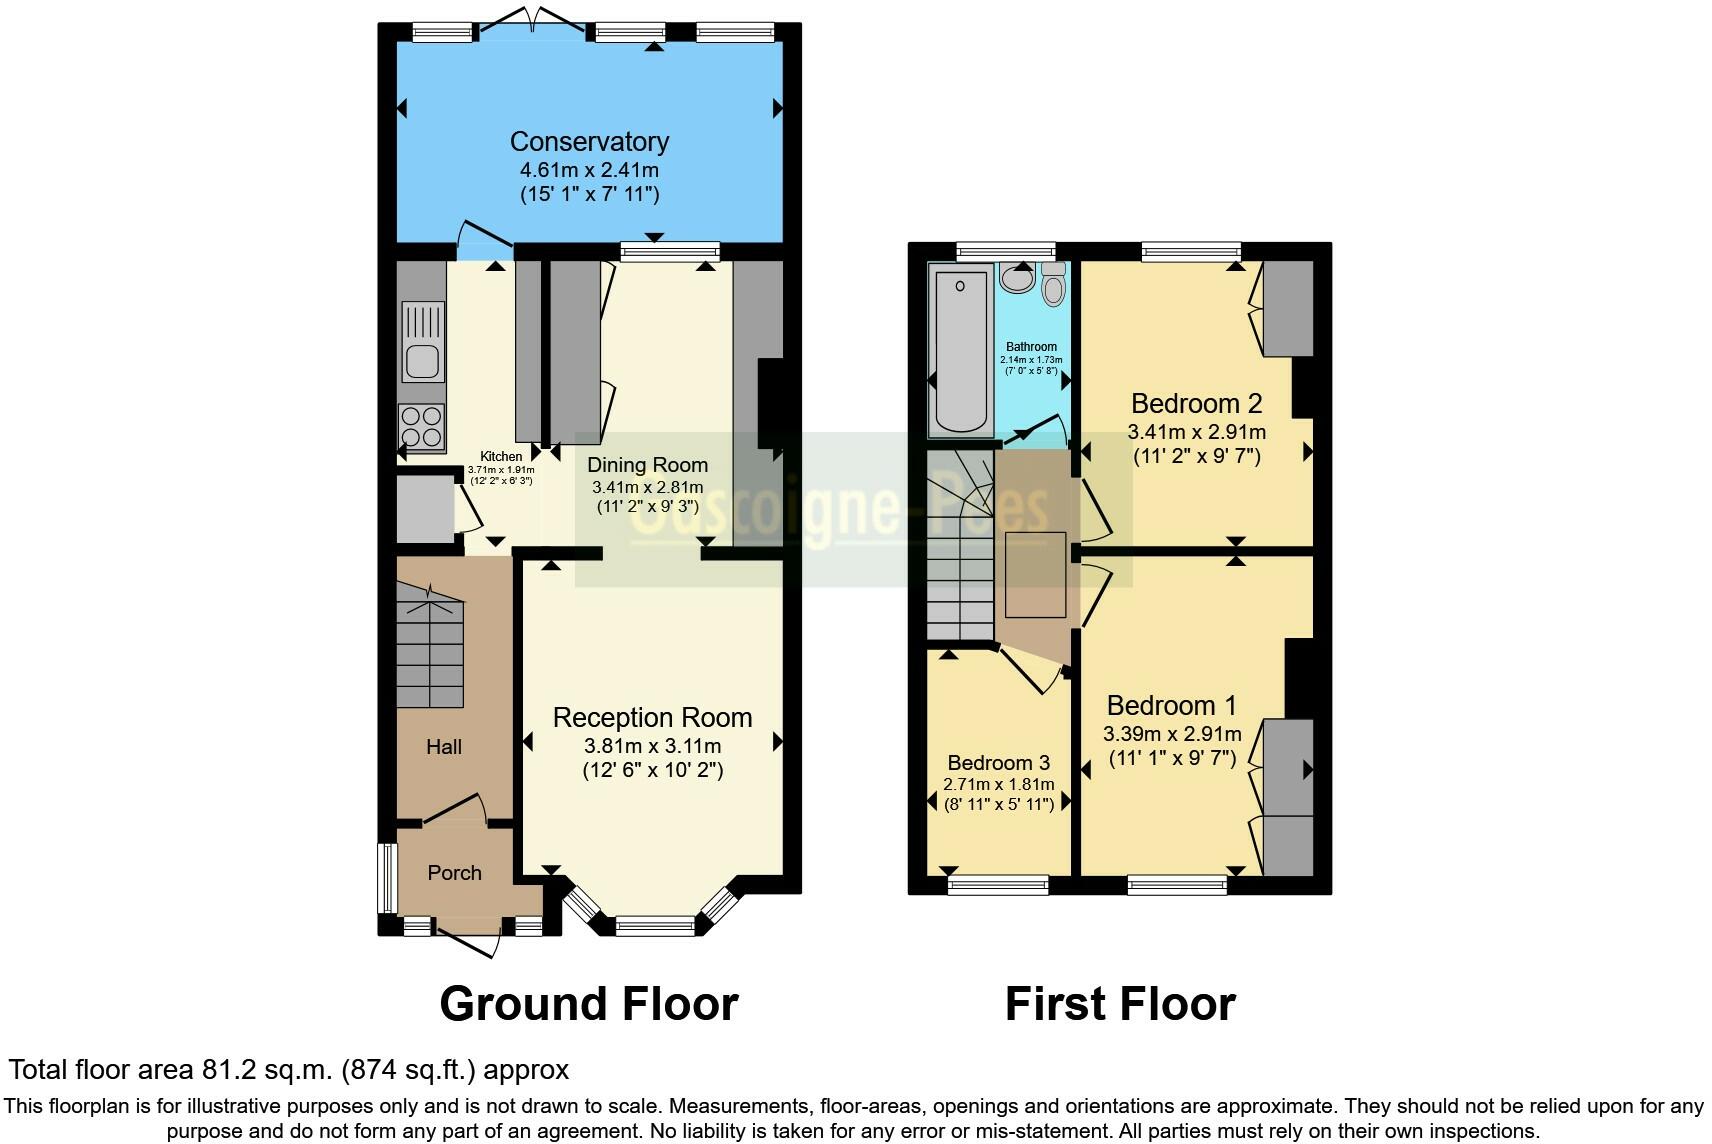 Conservatory
4.61m x 2.41m
(15' 1" x 7' 11")
Kitchen
3.71m x 1.91m
(12' 2" x 6' 3")
Dining Room
3.41m x 2.81m
(11' 2" x 9' 3")
Gascoigne-Pees
Reception Room
3.81m x 3.11m
(12' 6" x 10' 2")
Hall
Porch
Ground Floor
Bathroom
2.14m x 1.73m
(7' 0" x 5' 8")
Bedroom 2
3.41m x 2.91m
(11' 2" x 9' 7")
Bedroom 1
3.39m x 2.91m
(11' 1" x 9' 7")
Bedroom 3
2.71m x 1.81m
(8' 11" x 5' 11")
First Floor
Total floor area 81.2 sq.m. (874 sq.ft.) approx
This floorplan is for illustrative purposes only and is not drawn to scale. Measurements, floor-areas, openings and orientations are approximate. They should not be relied upon for any
purpose and do not form any part of an agreement. No liability is taken for any error or mis-statement. All parties must rely on their own inspections.